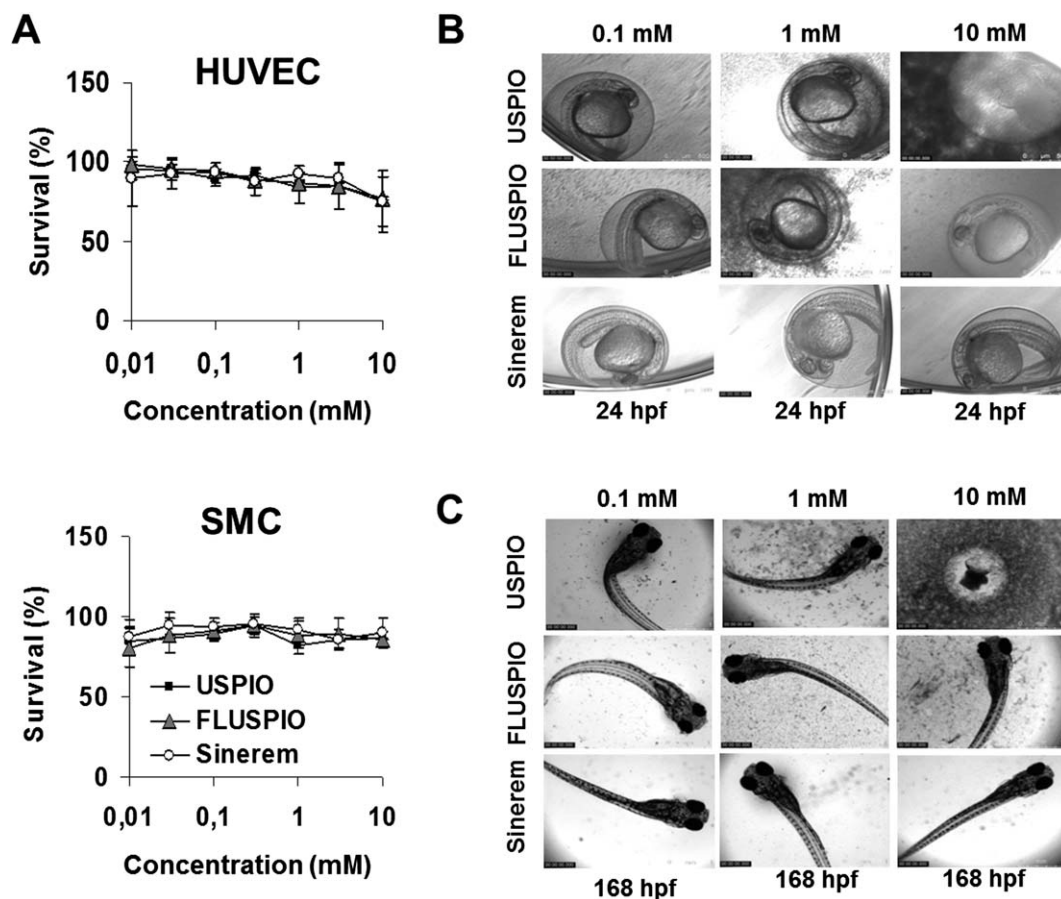 A
HUVEC
Survival (%)
150
100
50
0
0,01 0,1 1 10
Concentration (mM)
SMC
Survival (%)
150
100
50
0
USPIO
FLUSPIO
Sinerem
0,01 0,1 1 10
Concentration (mM)
B
0.1 mM 1 mM 10 mM
USPIO
FLUSPIO
Sinerem
24 hpf 24 hpf 24 hpf
C
0.1 mM 1 mM 10 mM
USPIO
FLUSPIO
Sinerem
168 hpf 168 hpf 168 hpf